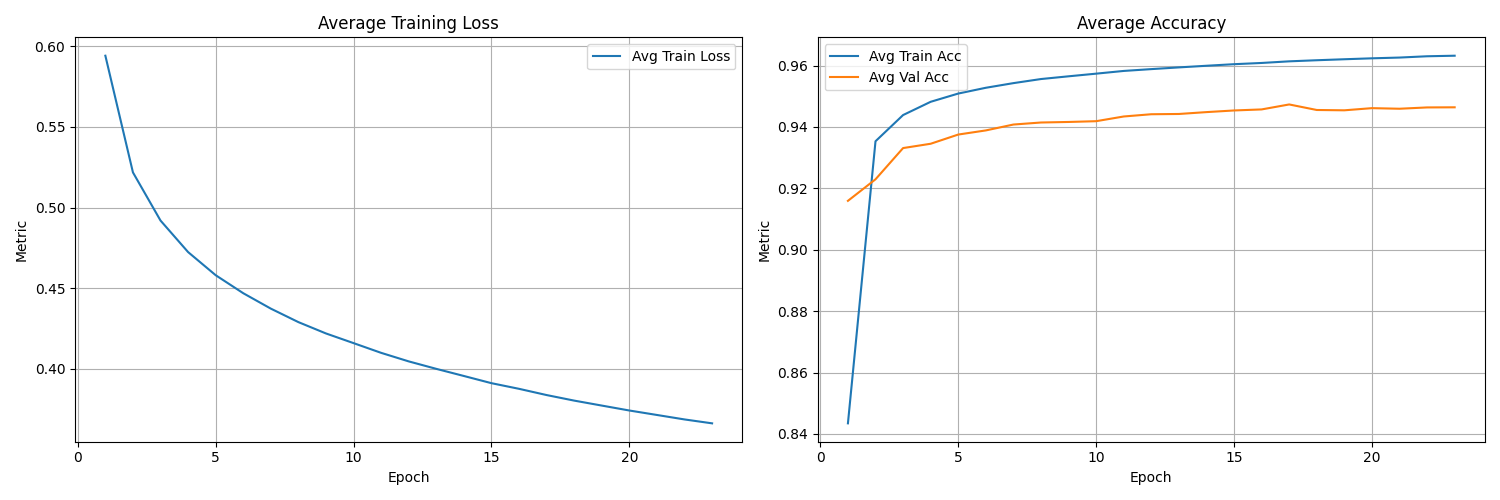 Average Training Loss
Avg Train Loss
0.60
0.55
0.50
0.45
0.40
Metric
0
5
10
15
20
Epoch
Average Accuracy
Avg Train Acc
Avg Val Acc
0.96
0.94
0.92
0.90
0.88
0.86
0.84
Metric
0
5
10
15
20
Epoch